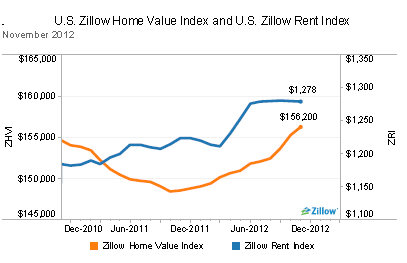 U.S. Zillow Home Value Index and U.S. Zillow Rent Index
November 2012
$165,000
$160,000
$155,000
$150,000
$145,000
ZHVI
$1,350
$1,300
$1,250
$1,200
$1,150
$1,100
ZRI
$1,278
$156,200
Zillow
Dec-2010
Jun-2011
Dec-2011
Jun-2012
Dec-2012
Zillow Home Value Index
Zillow Rent Index